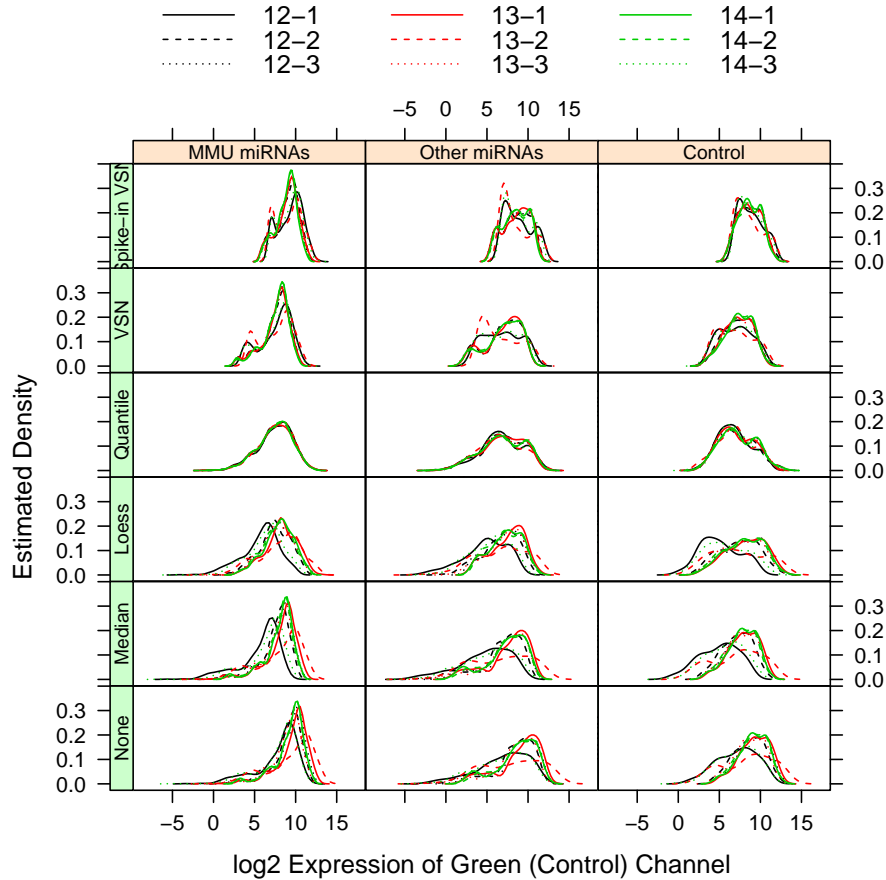 12−1 13−1 14−1
12−2 13−2 14−2
12−3 13−3 14−3
−5 0 5 10 15
MMU miRNAs Other miRNAs Control
Spike−in VSN
0.0 0.1 0.2 0.3
VSN
0.0 0.1 0.2 0.3
Quantile
0.0 0.1 0.2 0.3
Loess
0.0 0.1 0.2 0.3
Median
0.0 0.1 0.2 0.3
None
0.0 0.1 0.2 0.3
Estimated Density
−5 0 5 10 15 −5 0 5 10 15
log2 Expression of Green (Control) Channel